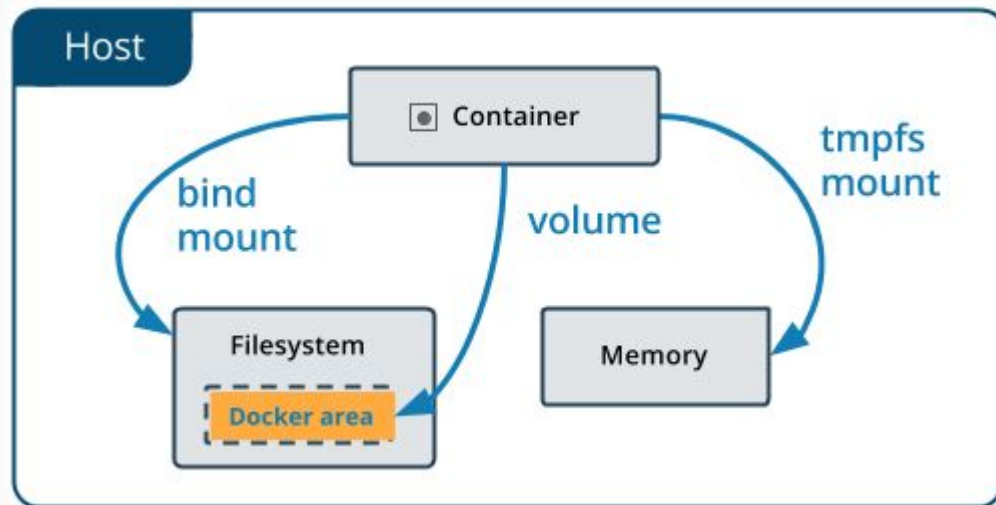 Host
Container
bind
mount
volume
tmpfs
mount
Filesystem
Docker area
Memory